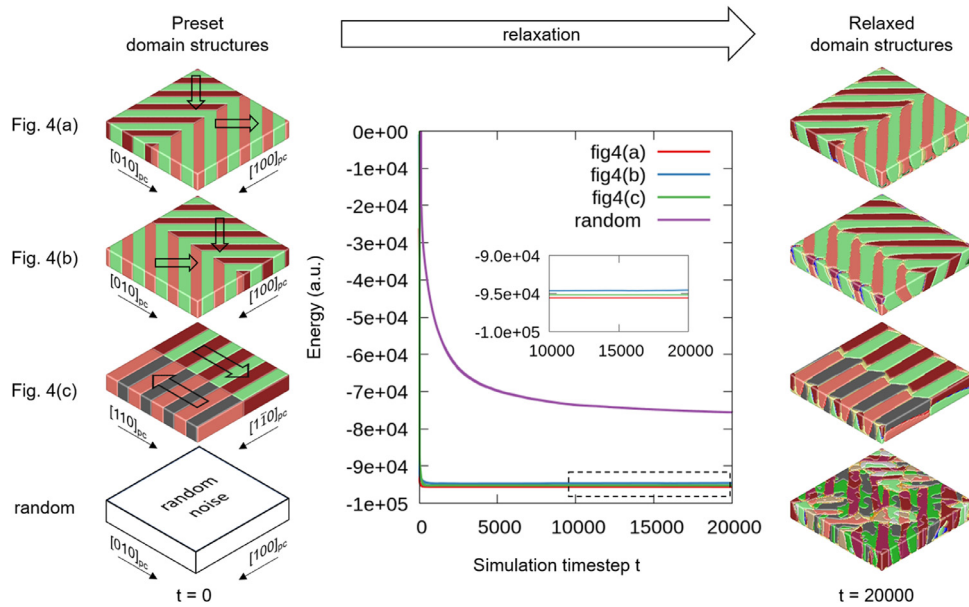 Preset
domain structures
relaxation
Relaxed
domain structures
Fig. 4(a)
[010]pc
[100]pc
Fig. 4(b)
[010]pc
[100]pc
Fig. 4(c)
[110]pc
[11̅0]pc
random
random
noise
[010]pc
[100]pc
t = 0
Energy (a.u.)
0e+00
-1e+04
-2e+04
-3e+04
-4e+04
-5e+04
-6e+04
-7e+04
-8e+04
-9e+04
-1e+05
fig4(a)
fig4(b)
fig4(c)
random
-9.0e+04
-9.5e+04
-1.0e+05
10000 15000 20000
0 5000 10000 15000 20000
Simulation timestep t
t = 20000